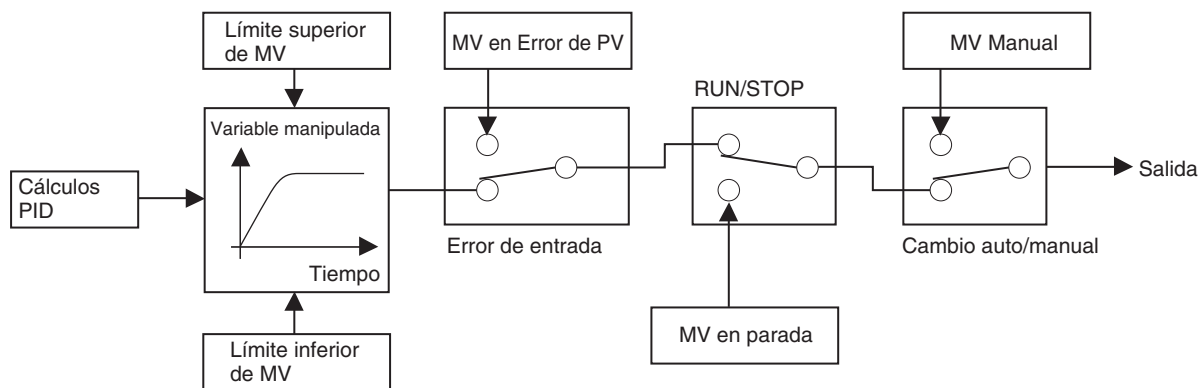 Límite superior
de MV
MV en Error de PV
MV Manual
RUN/STOP
Variable manipulada
Cálculos
PID
Salida
Tiempo
Error de entrada
Cambio auto/manual
MV en parada
Límite inferior
de MV